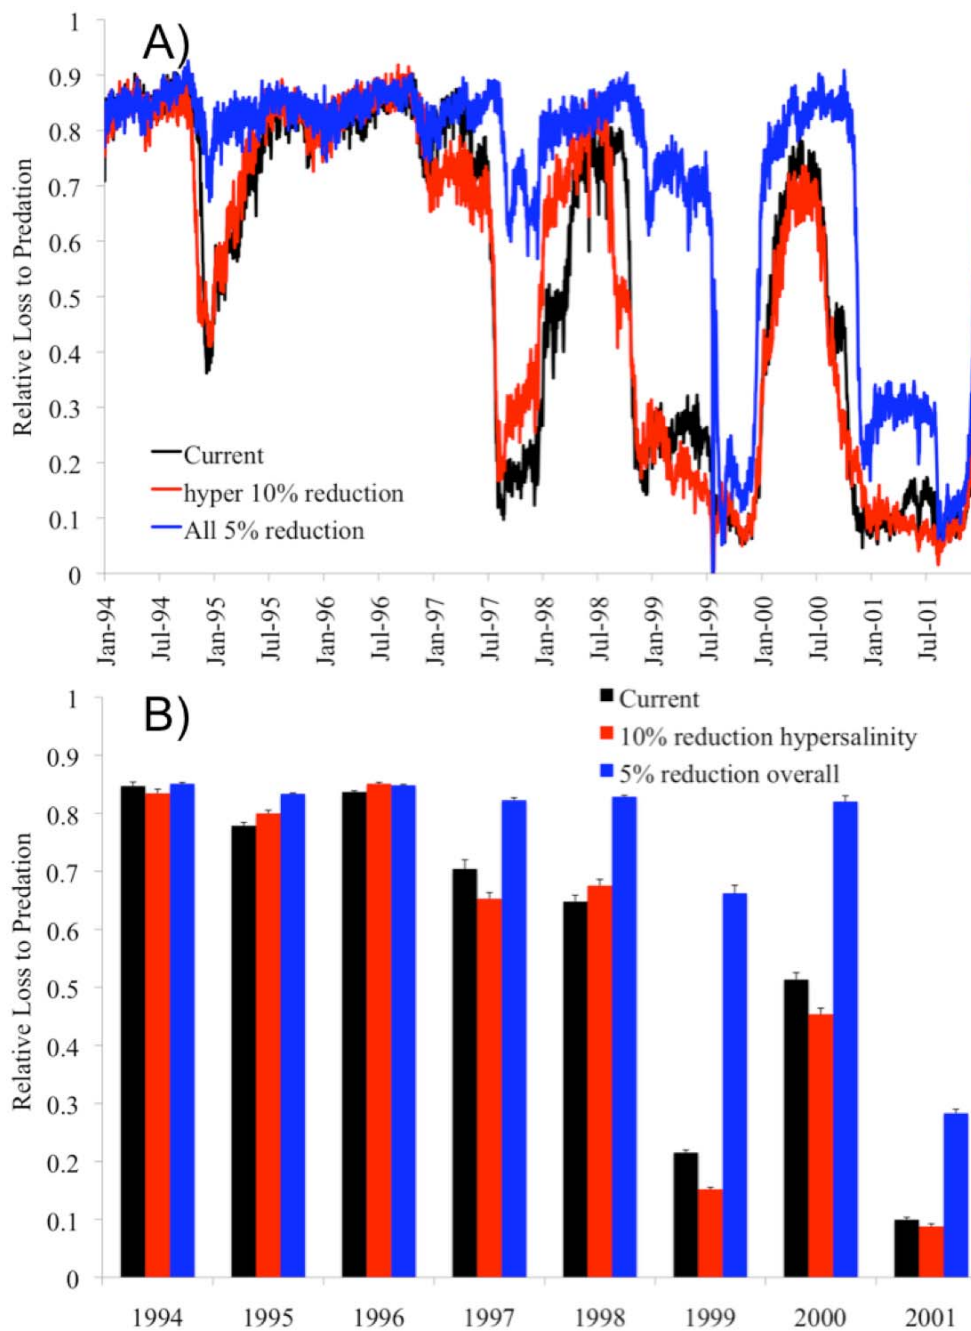 A)
1
0.9
0.8
0.7
0.6
0.5
0.4
0.3
0.2
0.1
0
Relative Loss to Predation
Current
hyper 10% reduction
All 5% reduction
Jan-94
Jul-94
Jan-95
Jul-95
Jan-96
Jul-96
Jan-97
Jul-97
Jan-98
Jul-98
Jan-99
Jul-99
Jan-00
Jul-00
Jan-01
Jul-01
B)
1
0.9
0.8
0.7
0.6
0.5
0.4
0.3
0.2
0.1
0
Relative Loss to Predation
Current
10% reduction hypersalinity
5% reduction overall
1994 1995 1996 1997 1998 1999 2000 2001